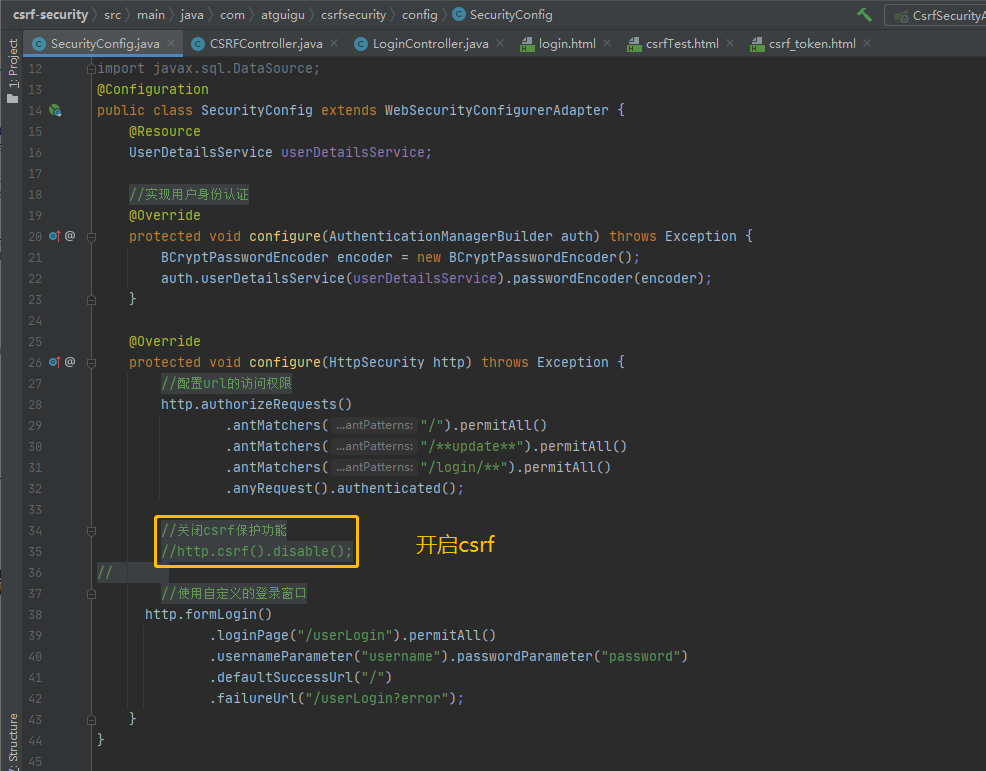 csrf-security › src › main › java › com › atguigu › csrfsecurity › config › SecurityConfig CsrfSecurityA
SecurityConfig.java × CSRFController.java × LoginController.java × login.html × csrfTest.html × csrf_token.html ×
1: Project
12 import javax.sql.DataSource;
13 @Configuration
14 public class SecurityConfig extends WebSecurityConfigurerAdapter {
15 @Resource
16 UserDetailsService userDetailsService;
17
18 //实现用户身份认证
19 @Override
20 @ protected void configure(AuthenticationManagerBuilder auth) throws Exception {
21 BCryptPasswordEncoder encoder = new BCryptPasswordEncoder();
22 auth.userDetailsService(userDetailsService).passwordEncoder(encoder);
23 }
24
25 @Override
26 @ protected void configure(HttpSecurity http) throws Exception {
27 //配置url的访问权限
28 http.authorizeRequests()
29 .antMatchers( ...antPatterns: "/").permitAll()
30 .antMatchers( ...antPatterns: "/**update**").permitAll()
31 .antMatchers( ...antPatterns: "/login/**").permitAll()
32 .anyRequest().authenticated();
33
34 //关闭csrf保护功能
35 //http.csrf().disable();
开启csrf
36 //
37 //使用自定义的登录窗口
38 http.formLogin()
39 .loginPage("/userLogin").permitAll()
40 .usernameParameter("username").passwordParameter("password")
41 .defaultSuccessUrl("/")
42 .failureUrl("/userLogin?error");
43 }
44 }
45
Structure